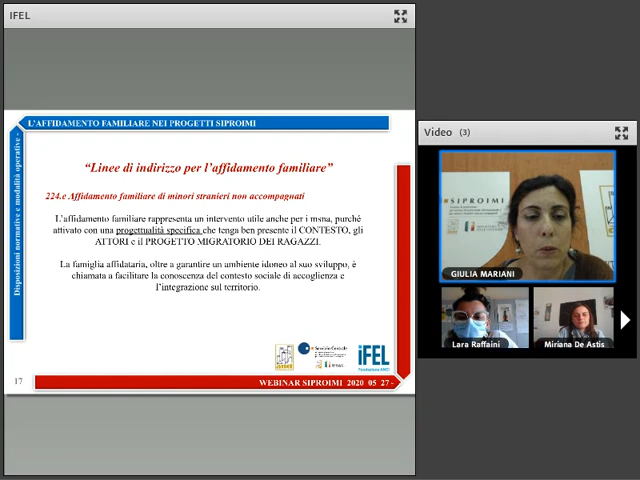 IFEL
L'AFFIDAMENTO FAMILIARE NEI PROGETTI SIPROIMI
Disposizioni normative e modalità operative -
“Linee di indirizzo per l'affidamento familiare”
224.e Affidamento familiare di minori stranieri non accompagnati
L'affidamento familiare rappresenta un intervento utile anche per i msna, purché
attivato con una progettualità specifica che tenga ben presente il CONTESTO, gli
ATTORI e il PROGETTO MIGRATORIO DEI RAGAZZI.
La famiglia affidataria, oltre a garantire un ambiente idoneo al suo sviluppo, è
chiamata a facilitare la conoscenza del contesto sociale di accoglienza e
l'integrazione sul territorio.
Servizio Centrale
iFEL
Fondazione ANCI
17
WEBINAR SIPROIMI 2020 05 27 -
Video (3)
SIPROIMI
GIULIA MARIANI
Lara Raffaini
Miriana De Astis